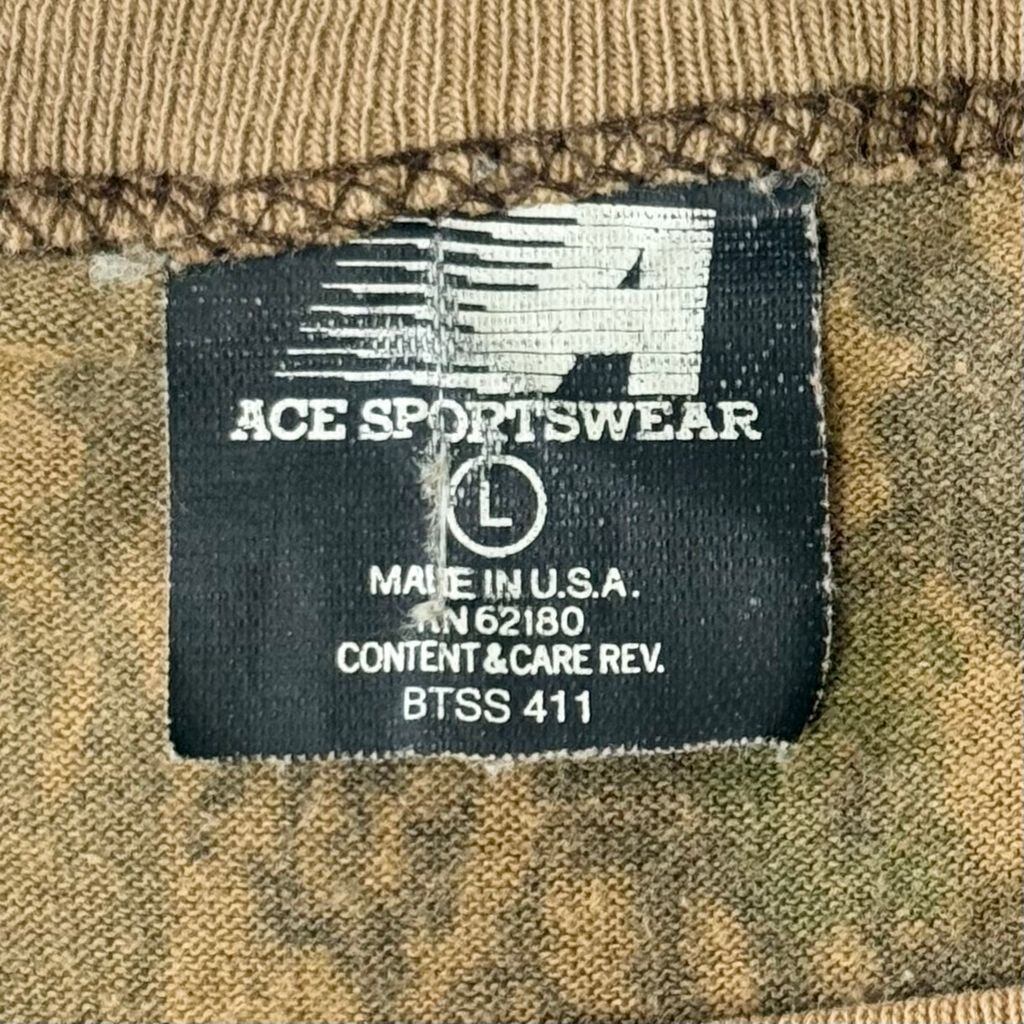 A
ACE SPORTSWEAR
L
MADE IN U.S.A.
RN 62180
CONTENT & CARE REV.
BTSS 411